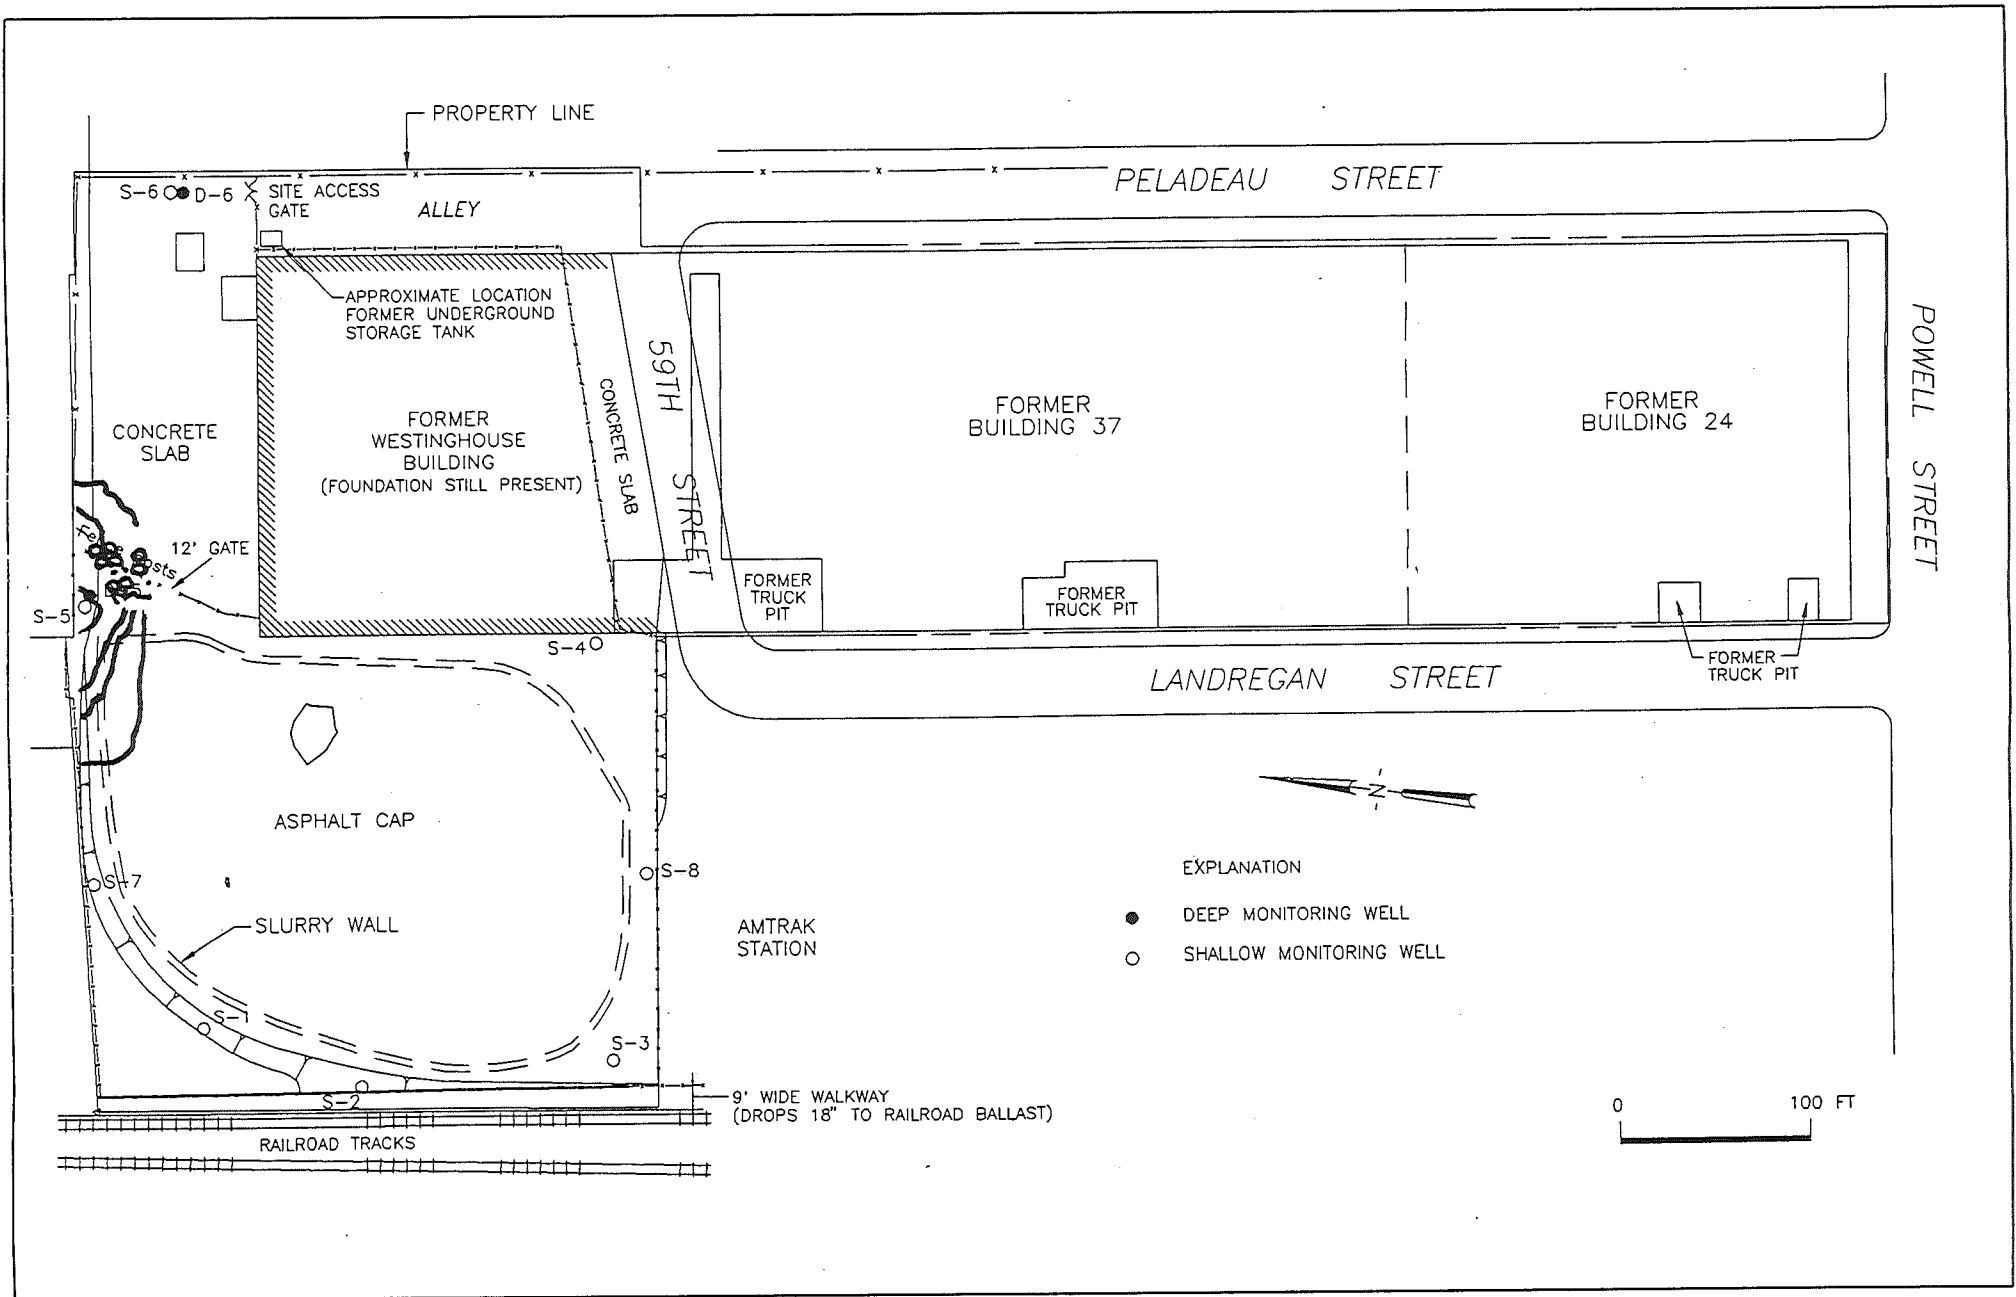 PROPERTY LINE
S-6
D-6
SITE ACCESS
GATE
ALLEY
PELADEAU STREET
APPROXIMATE LOCATION
FORMER UNDERGROUND
STORAGE TANK
CONCRETE
SLAB
FORMER
WESTINGHOUSE
BUILDING
(FOUNDATION STILL PRESENT)
CONCRETE SLAB
59TH STREET
FORMER
BUILDING 37
FORMER
BUILDING 24
POWELL STREET
12' GATE
S-5
S-4
FORMER
TRUCK
PIT
FORMER
TRUCK PIT
FORMER
TRUCK PIT
LANDREGAN STREET
N
ASPHALT CAP
S-7
S-8
SLURRY WALL
AMTRAK
STATION
EXPLANATION
DEEP MONITORING WELL
SHALLOW MONITORING WELL
S-1
S-3
S-2
9' WIDE WALKWAY
(DROPS 18" TO RAILROAD BALLAST)
RAILROAD TRACKS
0 100 FT